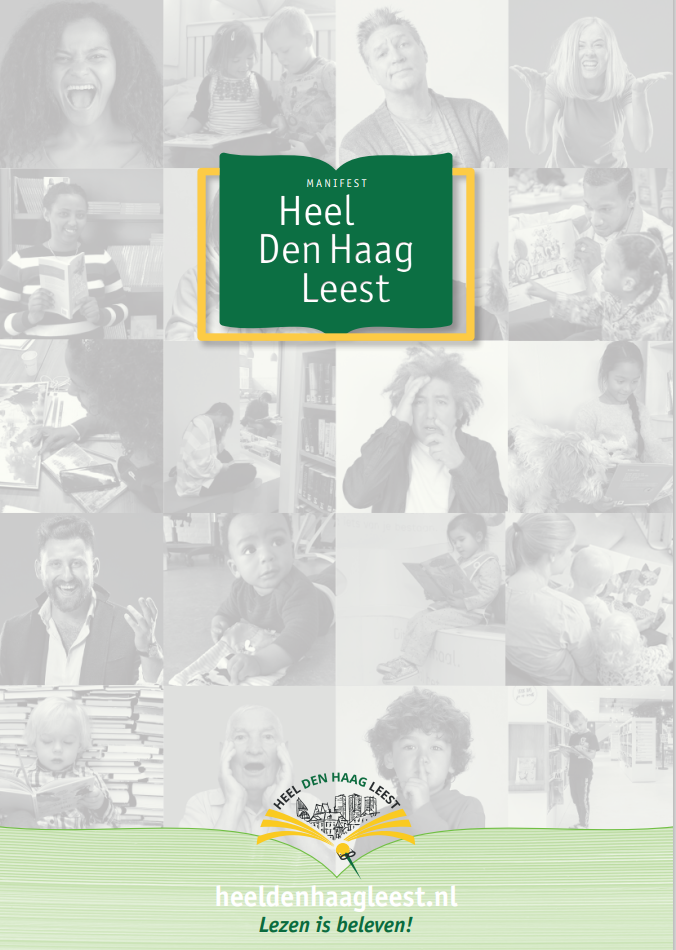 MANIFEST
Heel
Den Haag
Leest
HEEL DEN HAAG LEEST
heeldenhaagleest.nl
Lezen is beleven!